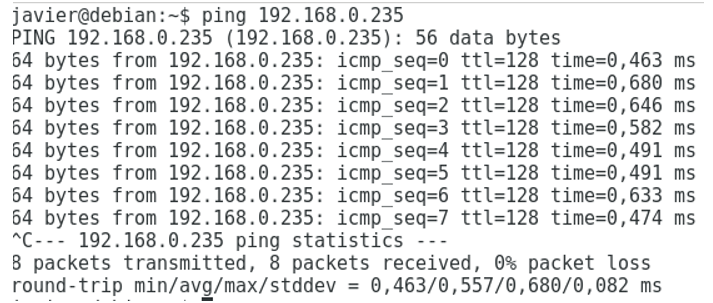 javier@debian:~$ ping 192.168.0.235
PING 192.168.0.235 (192.168.0.235): 56 data bytes
64 bytes from 192.168.0.235: icmp_seq=0 ttl=128 time=0,463 ms
64 bytes from 192.168.0.235: icmp_seq=1 ttl=128 time=0,680 ms
64 bytes from 192.168.0.235: icmp_seq=2 ttl=128 time=0,646 ms
64 bytes from 192.168.0.235: icmp_seq=3 ttl=128 time=0,582 ms
64 bytes from 192.168.0.235: icmp_seq=4 ttl=128 time=0,491 ms
64 bytes from 192.168.0.235: icmp_seq=5 ttl=128 time=0,491 ms
64 bytes from 192.168.0.235: icmp_seq=6 ttl=128 time=0,633 ms
64 bytes from 192.168.0.235: icmp_seq=7 ttl=128 time=0,474 ms
^C--- 192.168.0.235 ping statistics ---
8 packets transmitted, 8 packets received, 0% packet loss
round-trip min/avg/max/stddev = 0,463/0,557/0,680/0,082 ms